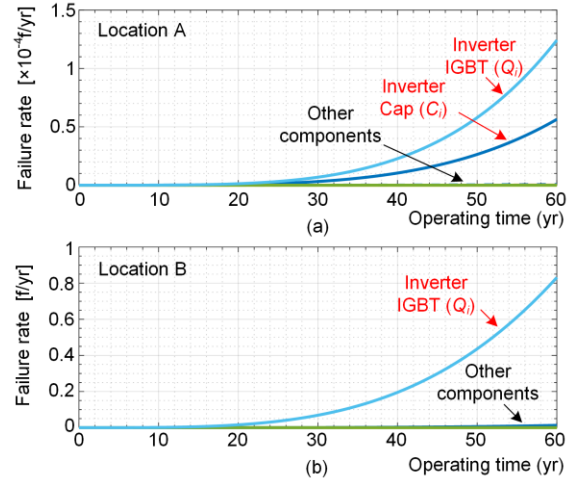 Location A
Failure rate [×10⁻⁴f/yr]
1.5
1
0.5
0
Inverter
IGBT (Qᵢ)
Inverter
Cap (Cᵢ)
Other
components
0 10 20 30 40 50 60
(a)
Operating time (yr)
Location B
Failure rate [f/yr]
1
0.8
0.6
0.4
0.2
0
Inverter
IGBT (Qᵢ)
Other
components
0 10 20 30 40 50 60
(b)
Operating time (yr)